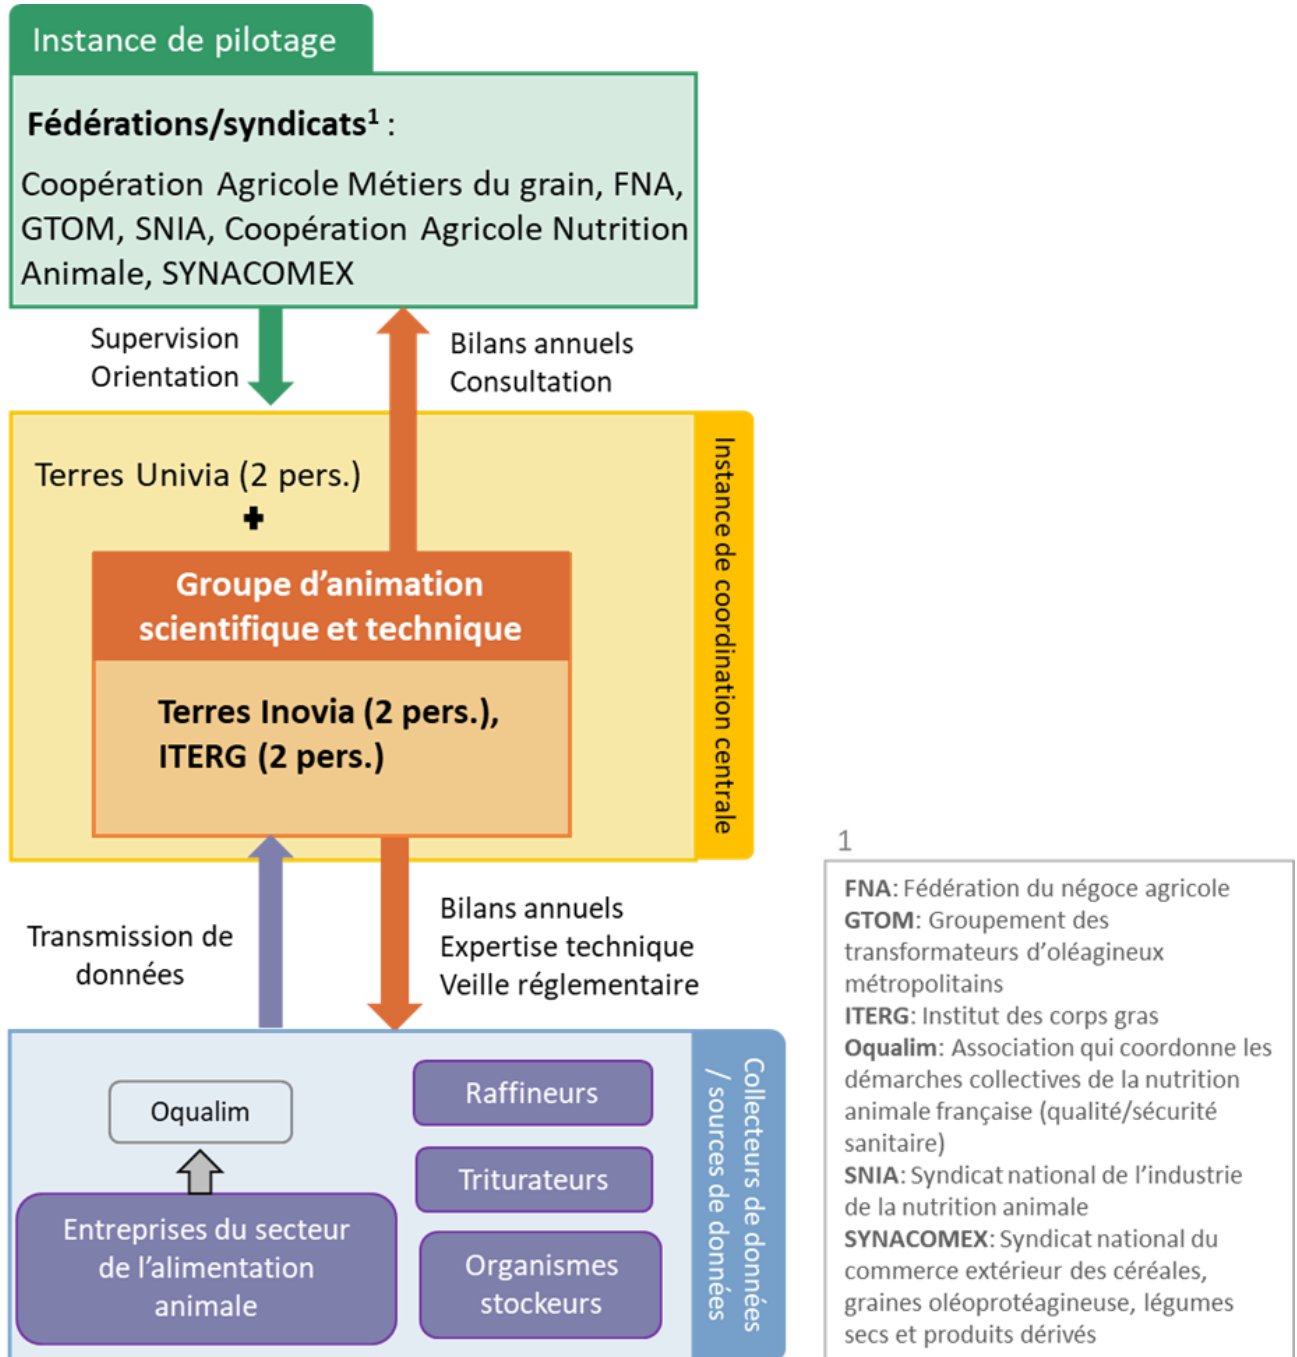 Instance de pilotage
Fédérations/syndicats¹ :
Coopération Agricole Métiers du grain, FNA,
GTOM, SNIA, Coopération Agricole Nutrition
Animale, SYNACOMEX
Supervision
Orientation
Bilans annuels
Consultation
Terres Univia (2 pers.)
+
Groupe d'animation
scientifique et technique
Terres Inovia (2 pers.),
ITERG (2 pers.)
Instance de coordination centrale
Transmission de
données
Bilans annuels
Expertise technique
Veille réglementaire
Oqualim
Entreprises du secteur
de l'alimentation
animale
Raffineurs
Triturateurs
Organismes
stockeurs
Collecteurs de données
/ sources de données
1
FNA: Fédération du négoce agricole
GTOM: Groupement des
transformateurs d'oléagineux
métropolitains
ITERG: Institut des corps gras
Oqualim: Association qui coordonne les
démarches collectives de la nutrition
animale française (qualité/sécurité
sanitaire)
SNIA: Syndicat national de l'industrie
de la nutrition animale
SYNACOMEX: Syndicat national du
commerce extérieur des céréales,
graines oléoprotéagineuse, légumes
secs et produits dérivés